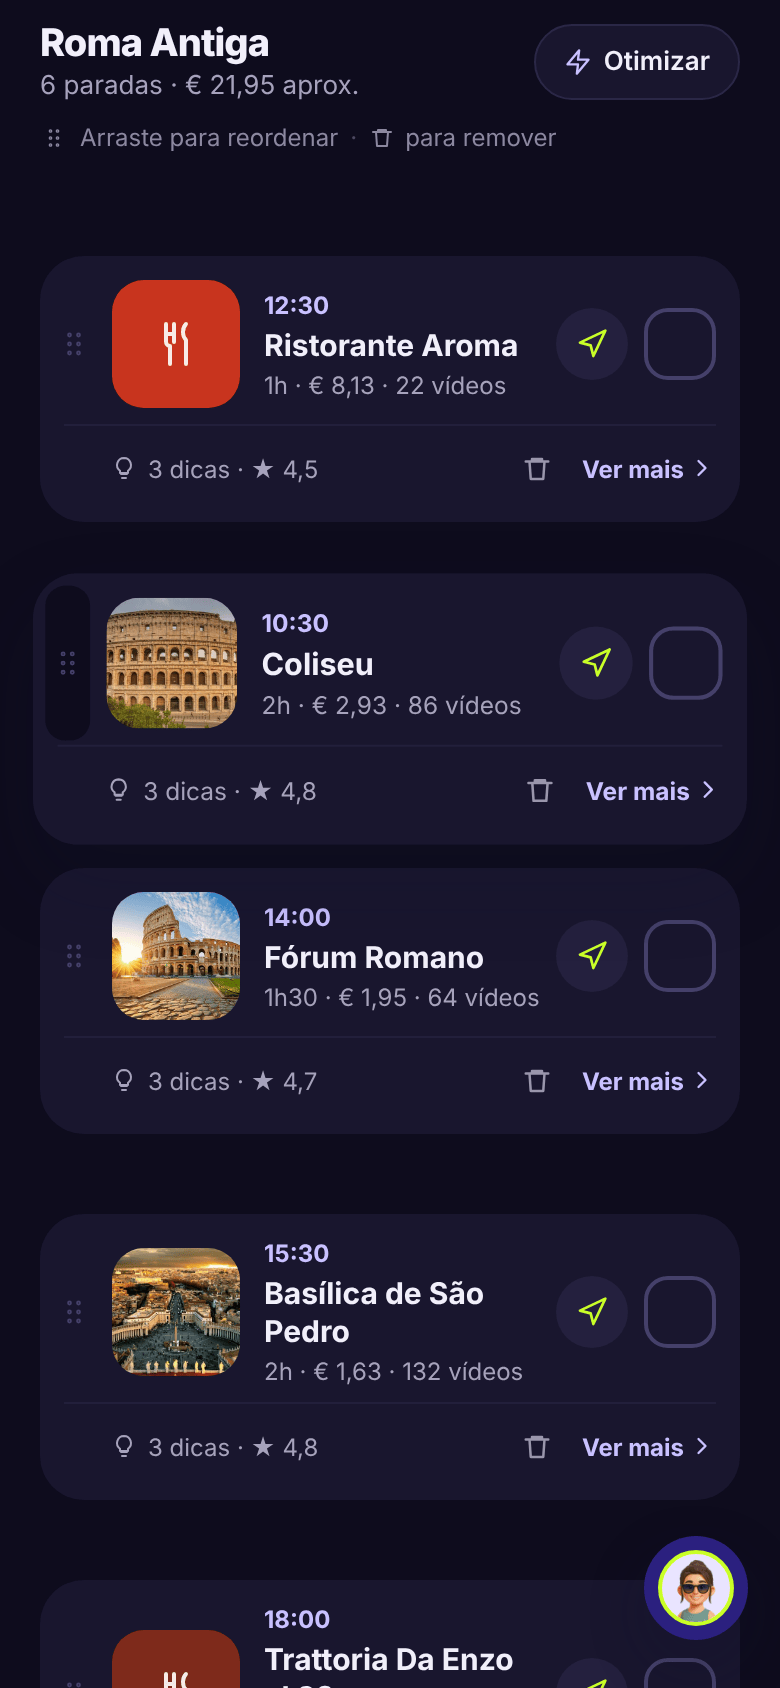 Roma Antiga
6 paradas · € 21,95 aprox.
Otimizar
Arraste para reordenar · para remover
12:30
Ristorante Aroma
1h · € 8,13 · 22 vídeos
3 dicas · ★ 4,5
Ver mais
10:30
Coliseu
2h · € 2,93 · 86 vídeos
3 dicas · ★ 4,8
Ver mais
14:00
Fórum Romano
1h30 · € 1,95 · 64 vídeos
3 dicas · ★ 4,7
Ver mais
15:30
Basílica de São
Pedro
2h · € 1,63 · 132 vídeos
3 dicas · ★ 4,8
Ver mais
18:00
Trattoria Da Enzo